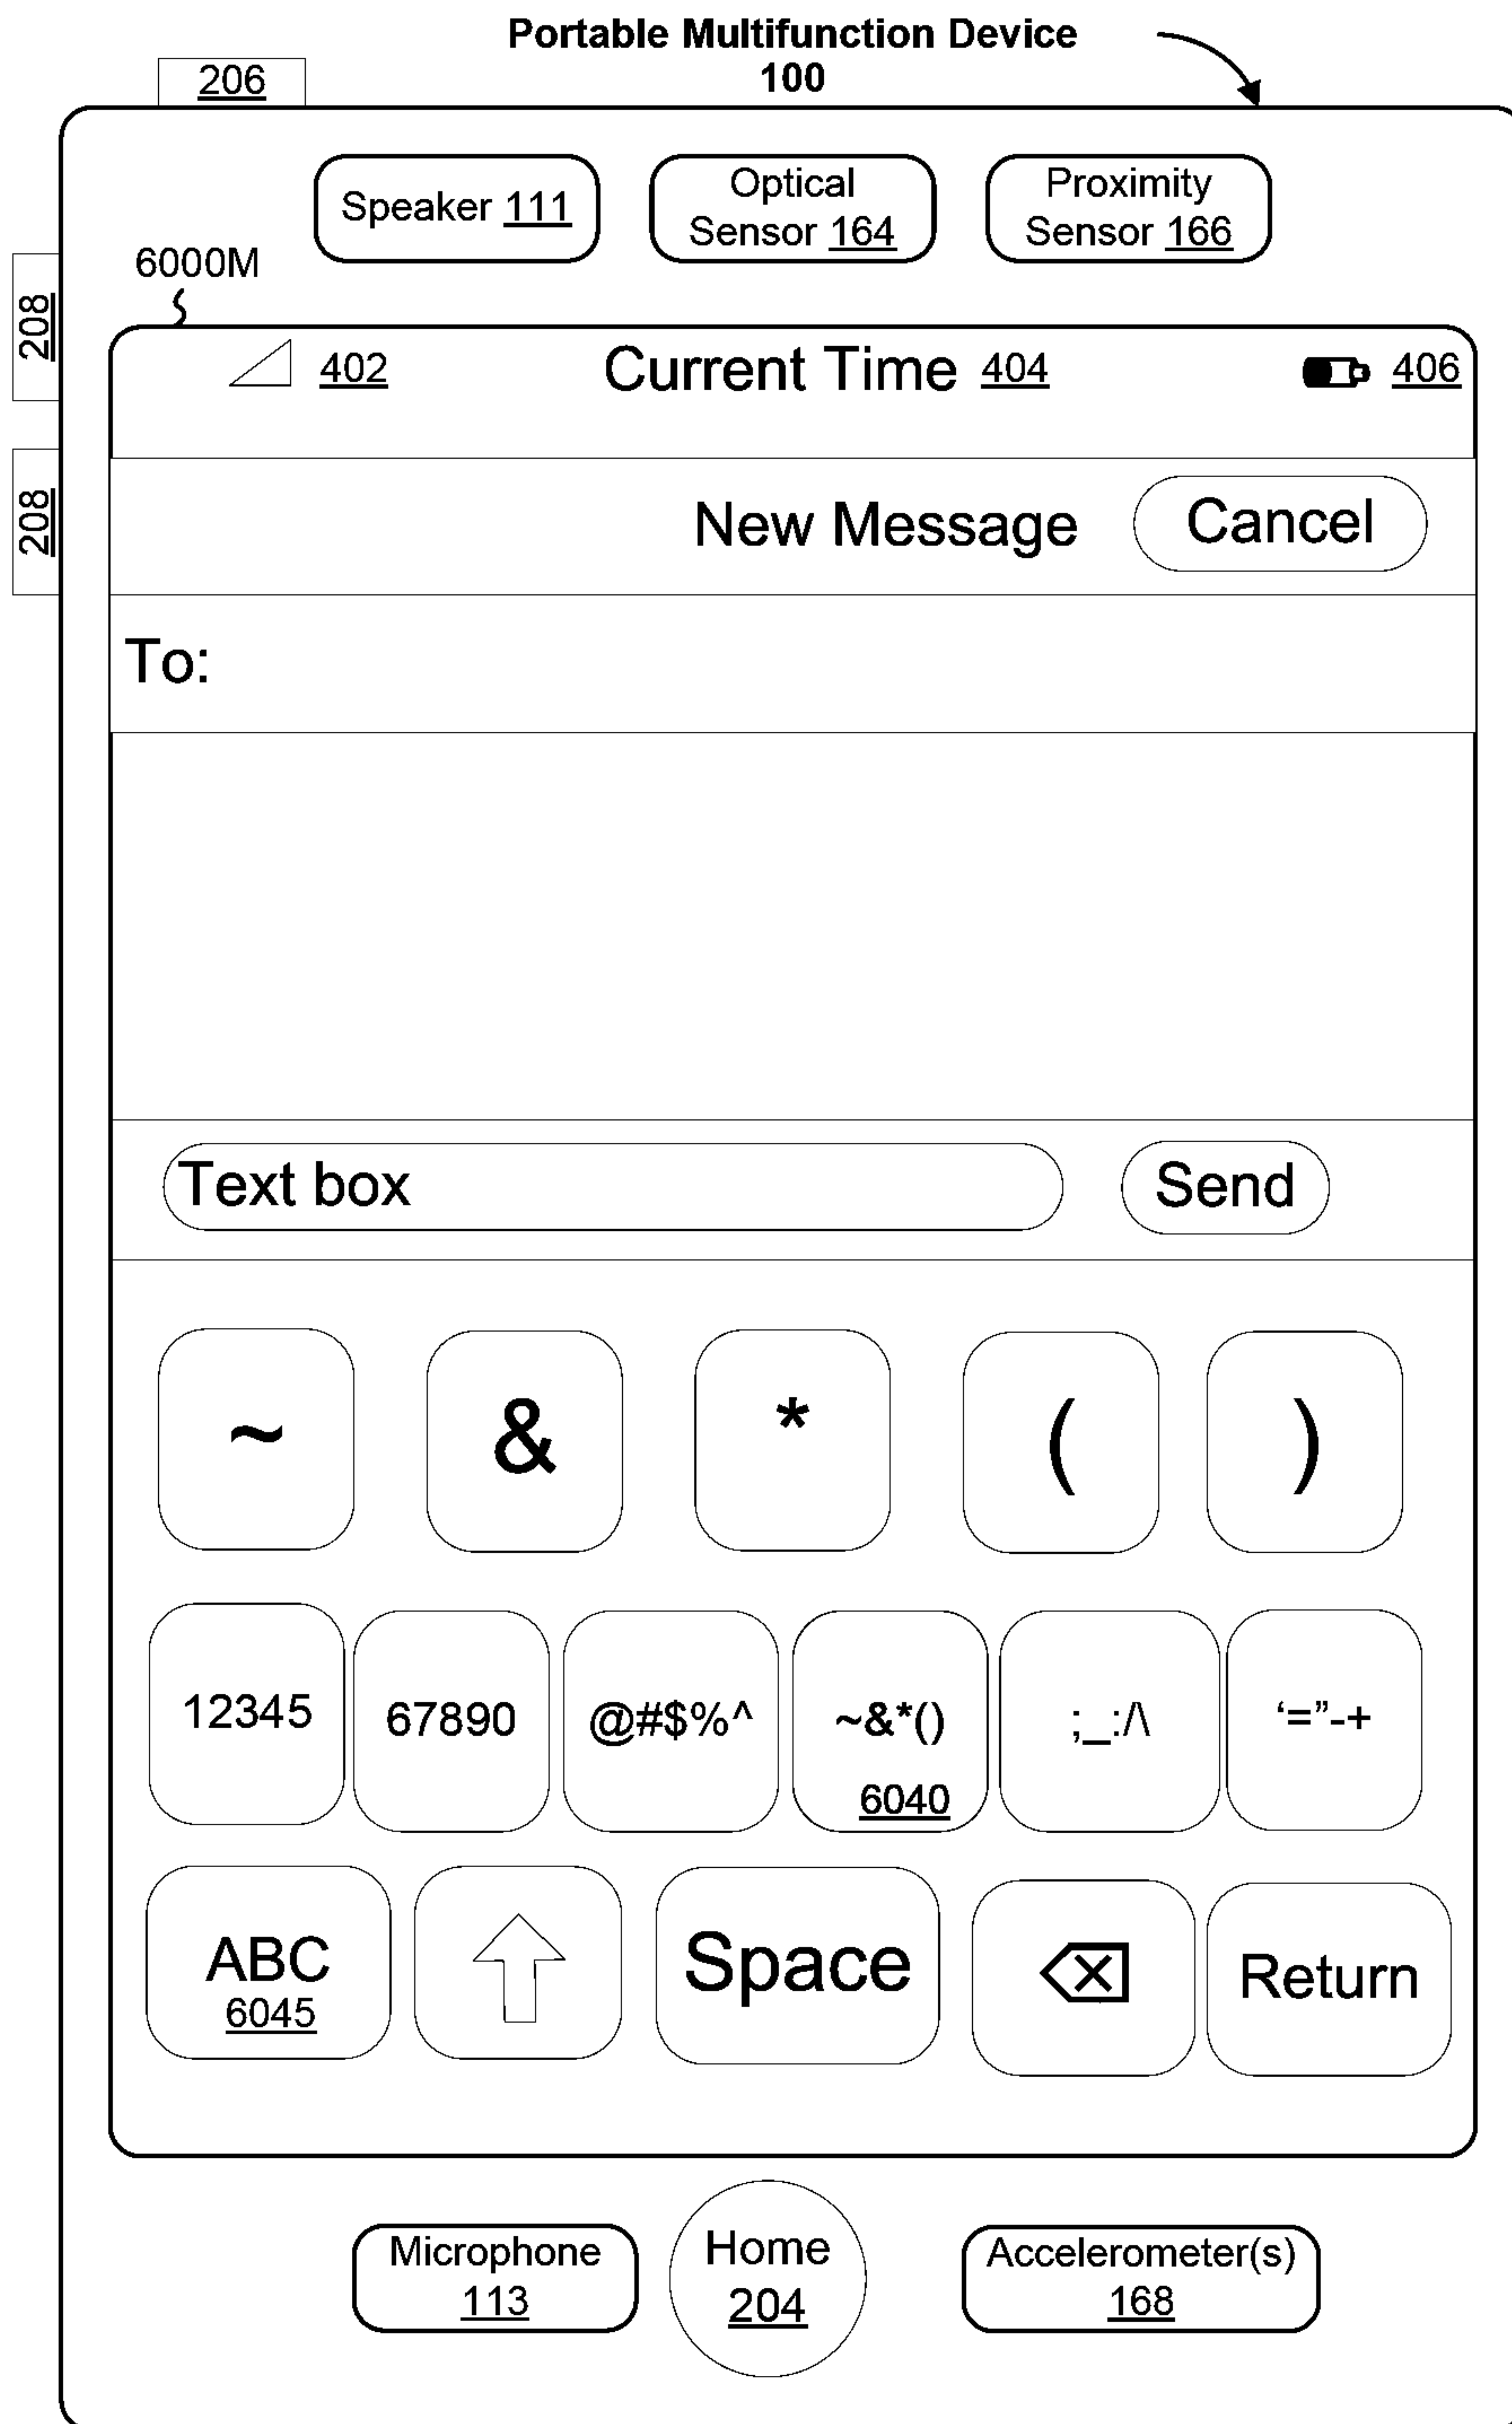 Portable Multifunction Device
100
206
Speaker 111
Optical
Sensor 164
Proximity
Sensor 166
6000M
208
402
Current Time 404
406
208
New Message
Cancel
To:
Text box
Send
~
&
*
(
)
12345
67890
@#$%^
~&*()
6040
;_:/\
‘=”-+
ABC
6045
Space
Return
Microphone
113
Home
204
Accelerometer(s)
168